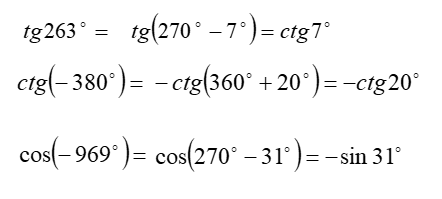 tg263° = tg(270° − 7°) = ctg7°
ctg(− 380°) = − ctg(360° + 20°) = −ctg20°
cos(− 969°) = cos(270° − 31°) = −sin 31°